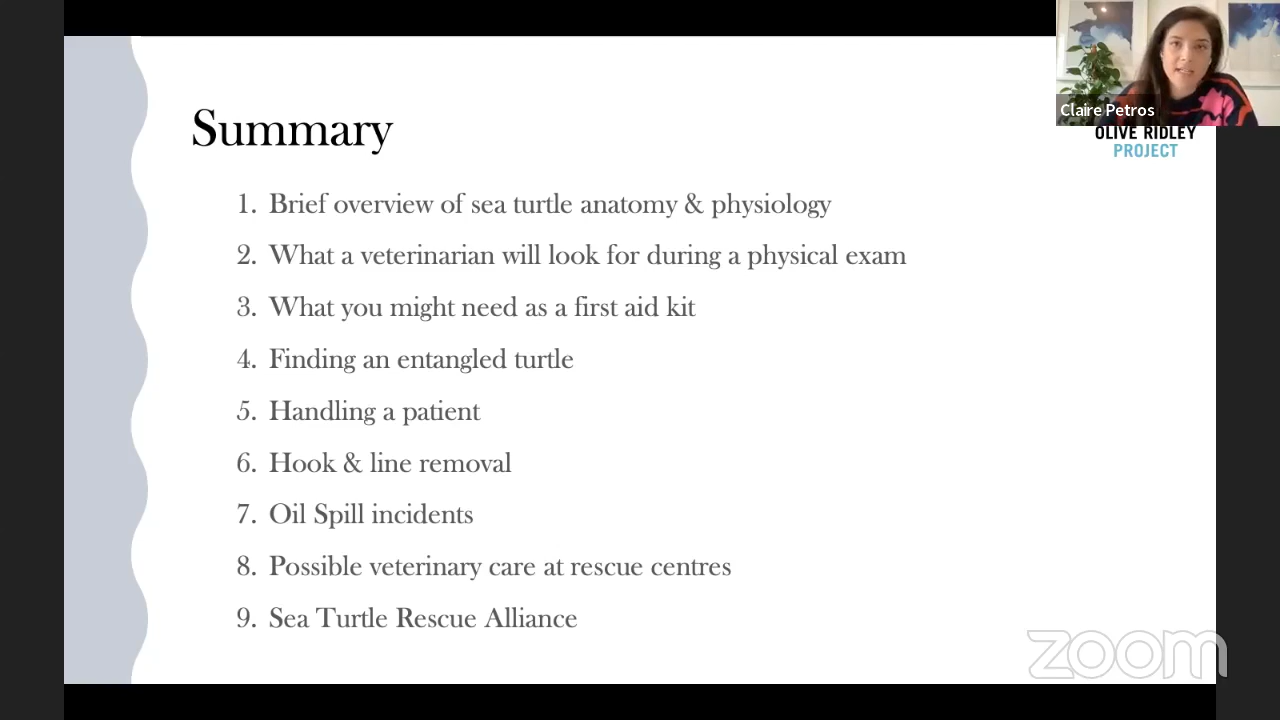 Claire Petros
OLIVE RIDLEY
PROJECT
Summary
1. Brief overview of sea turtle anatomy & physiology
2. What a veterinarian will look for during a physical exam
3. What you might need as a first aid kit
4. Finding an entangled turtle
5. Handling a patient
6. Hook & line removal
7. Oil Spill incidents
8. Possible veterinary care at rescue centres
9. Sea Turtle Rescue Alliance
zoom